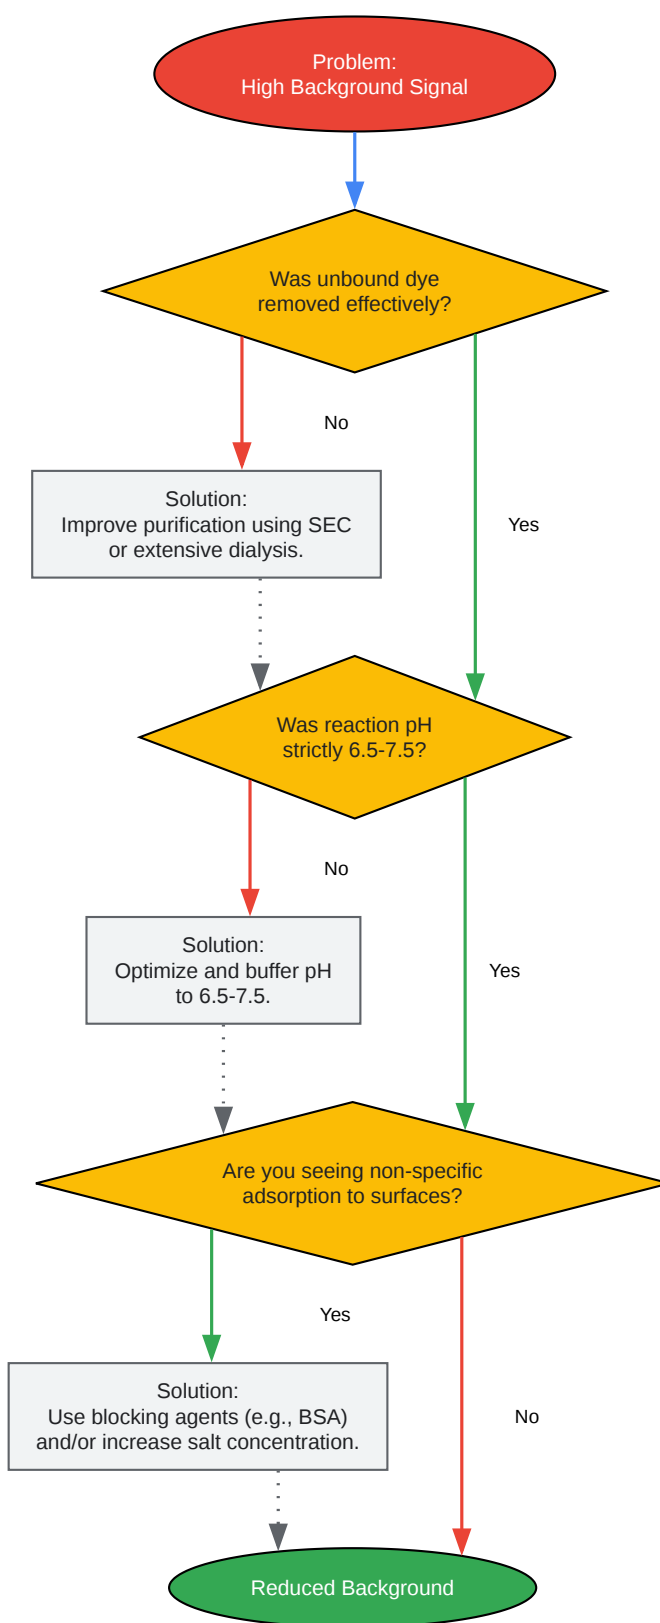 Problem:
High Background Signal
Was unbound dye
removed effectively?
No
Solution:
Improve purification using SEC
or extensive dialysis.
Yes
Was reaction pH
strictly 6.5-7.5?
No
Solution:
Optimize and buffer pH
to 6.5-7.5.
Yes
Are you seeing non-specific
adsorption to surfaces?
Yes
Solution:
Use blocking agents (e.g., BSA)
and/or increase salt concentration.
No
Reduced Background